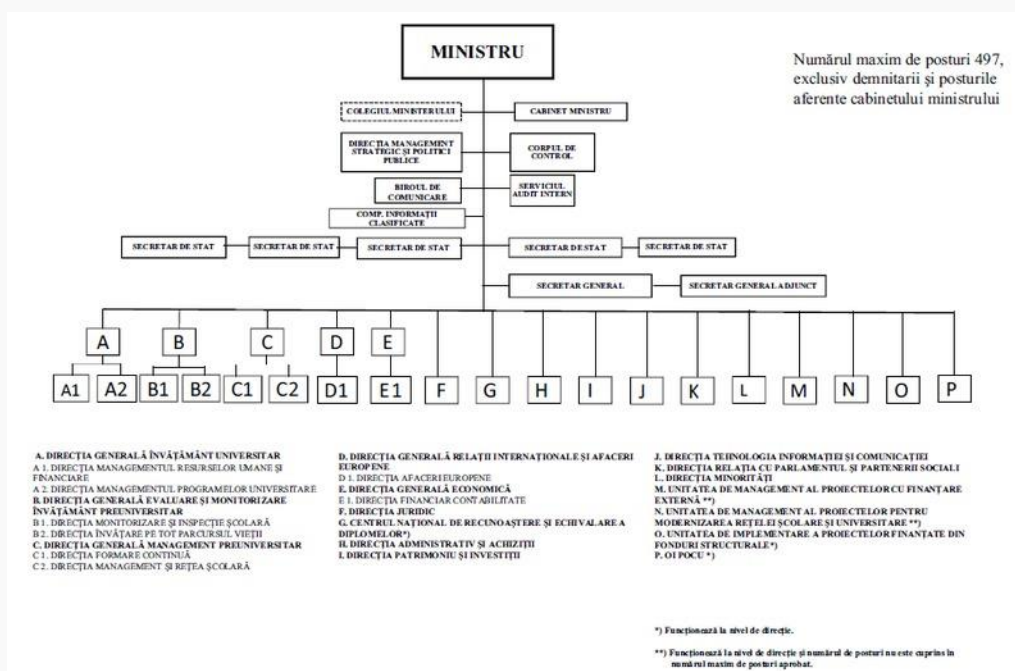 MINISTRU
Numărul maxim de posturi 497,
exclusiv demnitarii și posturile
aferente cabinetului ministrului
COLEGIUL MINISTERULUI
CABINET MINISTRU
DIRECȚIA MANAGEMENT
STRATEGIC ȘI POLITICI
PUBLICE
CORPUL DE
CONTROL
BIROUL DE
COMUNICARE
SERVICIUL
AUDIT INTERN
COMP. INFORMAȚII
CLASIFICATE
SECRETAR DE STAT
SECRETAR DE STAT
SECRETAR DE STAT
SECRETAR DE STAT
SECRETAR DE STAT
SECRETAR GENERAL
SECRETAR GENERAL ADJUNCT
A
B
C
D
E
A1
A2
B1
B2
C1
C2
D1
E1
F
G
H
I
J
K
L
M
N
O
P
A. DIRECȚIA GENERALĂ ÎNVĂȚĂMÂNT UNIVERSITAR
A 1. DIRECȚIA MANAGEMENTUL RESURSELOR UMANE ȘI
FINANCIARE
A 2. DIRECȚIA MANAGEMENTUL PROGRAMELOR UNIVERSITARE
B. DIRECȚIA GENERALĂ EVALUARE ȘI MONITORIZARE
ÎNVĂȚĂMÂNT PREUNIVERSITAR
B 1. DIRECȚIA MONITORIZARE ȘI INSPECȚIE ȘCOLARĂ
B 2. DIRECȚIA ÎNVĂȚARE PE TOT PARCURSUL VIEȚII
C. DIRECȚIA GENERALĂ MANAGEMENT PREUNIVERSITAR
C 1. DIRECȚIA FORMARE CONTINUĂ
C 2. DIRECȚIA MANAGEMENT ȘI REȚEA ȘCOLARĂ
D. DIRECȚIA GENERALĂ RELAȚII INTERNAȚIONALE ȘI AFACERI
EUROPENE
D 1. DIRECȚIA AFACERI EUROPENE
E. DIRECȚIA GENERALĂ ECONOMICĂ
E 1. DIRECȚIA FINANCIAR CONTABILITATE
F. DIRECȚIA JURIDIC
G. CENTRUL NAȚIONAL DE RECUNOAȘTERE ȘI ECHIVALARE A
DIPLOMELOR*)
H. DIRECȚIA ADMINISTRATIV ȘI ACHIZIȚII
I. DIRECȚIA PATRIMONIU ȘI INVESTIȚII
J. DIRECȚIA TEHNOLOGIA INFORMAȚIEI ȘI COMUNICAȚIEI
K. DIRECȚIA RELAȚIA CU PARLAMENTUL ȘI PARTENERII SOCIALI
L. DIRECȚIA MINORITĂȚI
M. UNITATEA DE MANAGEMENT AL PROIECTELOR CU FINANȚARE
EXTERNĂ **)
N. UNITATEA DE MANAGEMENT AL PROIECTELOR PENTRU
MODERNIZAREA REȚELEI ȘCOLARE ȘI UNIVERSITARE **)
O. UNITATEA DE IMPLEMENTARE A PROIECTELOR FINANȚATE DIN
FONDURI STRUCTURALE*)
P. OI POCU *)
*) Funcționează la nivel de direcție.
**) Funcționează la nivel de direcție și numărul de posturi nu este cuprins în
numărul maxim de posturi aprobat.